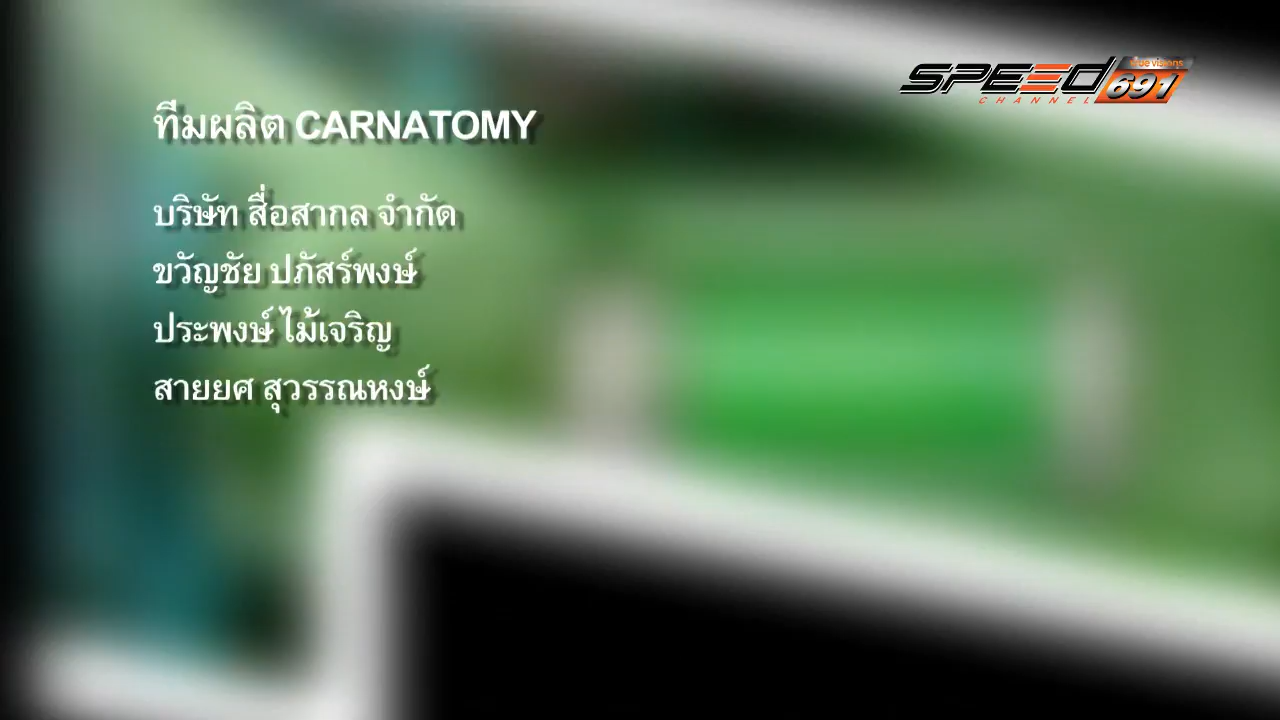 SPEED
true visions
691
CHANNEL
ทีมผลิต CARNATOMY
บริษัท สื่อสากล จำกัด
ขวัญชัย ปภัสร์พงษ์
ประพงษ์ ไม้เจริญ
สายยศ สุวรรณหงษ์